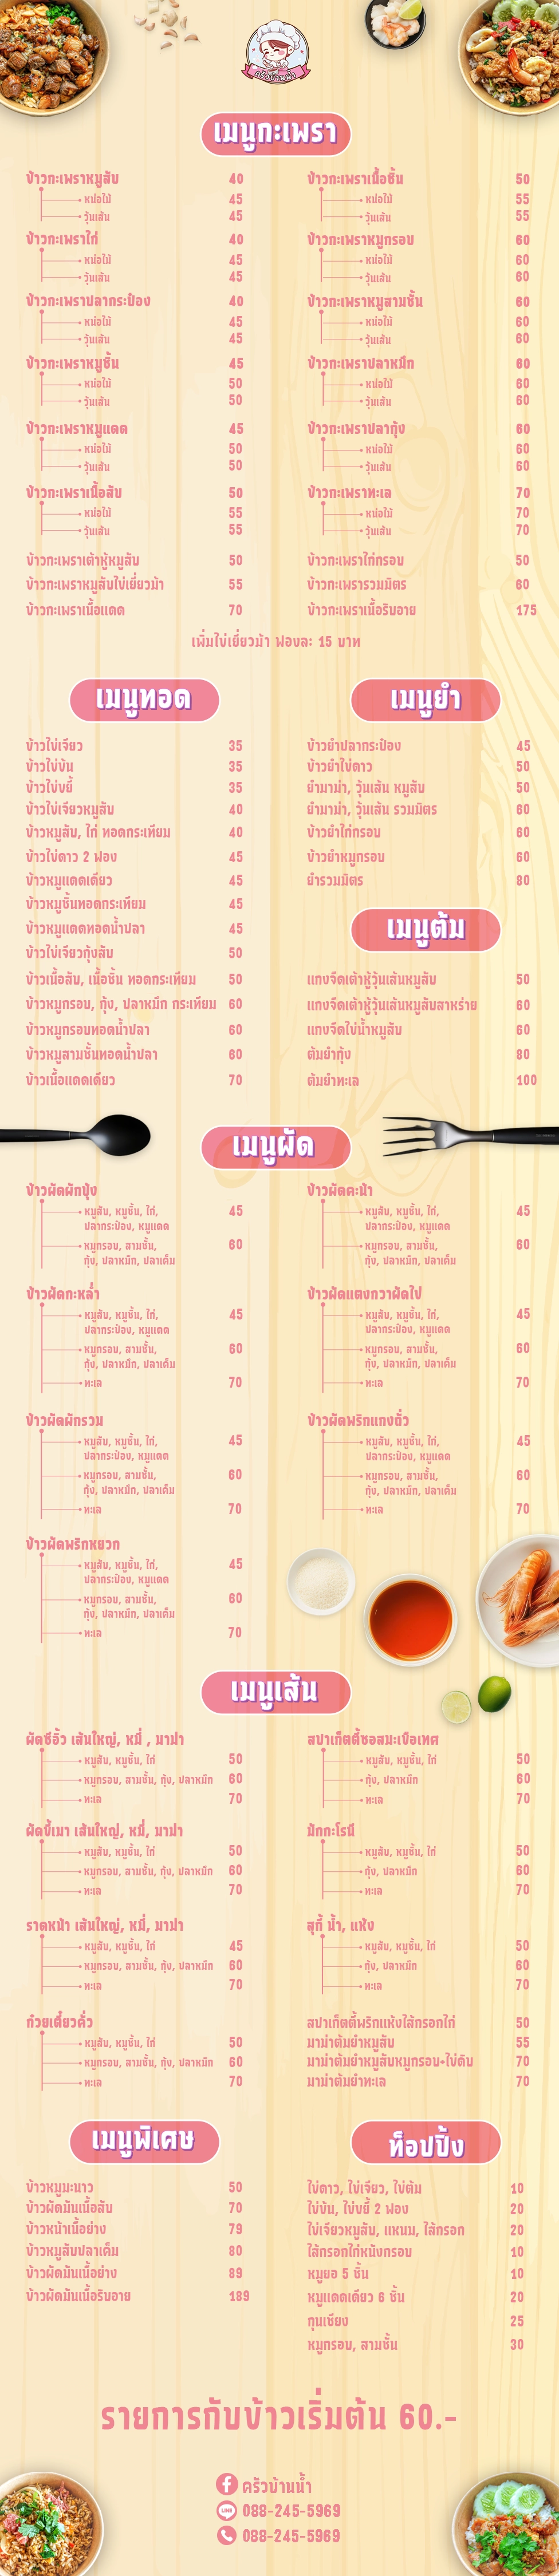 ครัวบ้านน้ำ
เมนูกะเพรา
ข้าวกะเพราหมูสับ 40
หน่อไม้ 45
วุ้นเส้น 45
ข้าวกะเพราไก่ 40
หน่อไม้ 45
วุ้นเส้น 45
ข้าวกะเพราปลากระป๋อง 40
หน่อไม้ 45
วุ้นเส้น 45
ข้าวกะเพราหมูชิ้น 45
หน่อไม้ 50
วุ้นเส้น 50
ข้าวกะเพราหมูแดด 45
หน่อไม้ 50
วุ้นเส้น 50
ข้าวกะเพราเนื้อสับ 50
หน่อไม้ 55
วุ้นเส้น 55
ข้าวกะเพราเต้าหู้หมูสับ 50
ข้าวกะเพราหมูสับไข่เยี่ยวม้า 55
ข้าวกะเพราเนื้อแดด 70
ข้าวกะเพราเนื้อชิ้น 50
หน่อไม้ 55
วุ้นเส้น 55
ข้าวกะเพราหมูกรอบ 60
หน่อไม้ 60
วุ้นเส้น 60
ข้าวกะเพราหมูสามชั้น 60
หน่อไม้ 60
วุ้นเส้น 60
ข้าวกะเพราปลาหมึก 60
หน่อไม้ 60
วุ้นเส้น 60
ข้าวกะเพราปลากุ้ง 60
หน่อไม้ 60
วุ้นเส้น 60
ข้าวกะเพราทะเล 70
หน่อไม้ 70
วุ้นเส้น 70
ข้าวกะเพราไก่กรอบ 50
ข้าวกะเพรารวมมิตร 60
ข้าวกะเพราเนื้อริบอาย 175
เพิ่มไข่เยี่ยวม้า ฟองละ 15 บาท
เมนูทอด
ข้าวไข่เจียว 35
ข้าวไข่ข้น 35
ข้าวไข่ขยี้ 35
ข้าวไข่เจียวหมูสับ 40
ข้าวหมูสับ, ไก่ ทอดกระเทียม 40
ข้าวไข่ดาว 2 ฟอง 45
ข้าวหมูแดดเดียว 45
ข้าวหมูชิ้นทอดกระเทียม 45
ข้าวหมูแดดทอดน้ำปลา 45
ข้าวไข่เจียวกุ้งสับ 50
ข้าวเนื้อสับ, เนื้อชิ้น ทอดกระเทียม 50
ข้าวหมูกรอบ, กุ้ง, ปลาหมึก กระเทียม 60
ข้าวหมูกรอบทอดน้ำปลา 60
ข้าวหมูสามชั้นทอดน้ำปลา 60
ข้าวเนื้อแดดเดียว 70
เมนูยำ
ข้าวยำปลากระป๋อง 45
ข้าวยำไข่ดาว 50
ยำมาม่า, วุ้นเส้น หมูสับ 50
ยำมาม่า, วุ้นเส้น รวมมิตร 60
ข้าวยำไก่กรอบ 60
ข้าวยำหมูกรอบ 60
ยำรวมมิตร 80
เมนูต้ม
แกงจืดเต้าหู้วุ้นเส้นหมูสับ 50
แกงจืดเต้าหู้วุ้นเส้นหมูสับสาหร่าย 60
แกงจืดไข่น้ำหมูสับ 60
ต้มยำกุ้ง 80
ต้มยำทะเล 100
เมนูผัด
ข้าวผัดผักบุ้ง
หมูสับ, หมูชิ้น, ไก่, 45
ปลากระป๋อง, หมูแดด
หมูกรอบ, สามชั้น, 60
กุ้ง, ปลาหมึก, ปลาเค็ม
ข้าวผัดกะหล่ำ
หมูสับ, หมูชิ้น, ไก่, 45
ปลากระป๋อง, หมูแดด
หมูกรอบ, สามชั้น, 60
กุ้ง, ปลาหมึก, ปลาเค็ม
ทะเล 70
ข้าวผัดผักรวม
หมูสับ, หมูชิ้น, ไก่, 45
ปลากระป๋อง, หมูแดด
หมูกรอบ, สามชั้น, 60
กุ้ง, ปลาหมึก, ปลาเค็ม
ทะเล 70
ข้าวผัดพริกหยวก
หมูสับ, หมูชิ้น, ไก่, 45
ปลากระป๋อง, หมูแดด
หมูกรอบ, สามชั้น, 60
กุ้ง, ปลาหมึก, ปลาเค็ม
ทะเล 70
ข้าวผัดคะน้า
หมูสับ, หมูชิ้น, ไก่, 45
ปลากระป๋อง, หมูแดด
หมูกรอบ, สามชั้น, 60
กุ้ง, ปลาหมึก, ปลาเค็ม
ข้าวผัดแตงกวาผัดไข่
หมูสับ, หมูชิ้น, ไก่, 45
ปลากระป๋อง, หมูแดด
หมูกรอบ, สามชั้น, 60
กุ้ง, ปลาหมึก, ปลาเค็ม
ทะเล 70
ข้าวผัดพริกแกงถั่ว
หมูสับ, หมูชิ้น, ไก่, 45
ปลากระป๋อง, หมูแดด
หมูกรอบ, สามชั้น, 60
กุ้ง, ปลาหมึก, ปลาเค็ม
ทะเล 70
เมนูเส้น
ผัดซีอิ้ว เส้นใหญ่, หมี่ , มาม่า
หมูสับ, หมูชิ้น, ไก่ 50
หมูกรอบ, สามชั้น, กุ้ง, ปลาหมึก 60
ทะเล 70
ผัดขี้เมา เส้นใหญ่, หมี่, มาม่า
หมูสับ, หมูชิ้น, ไก่ 50
หมูกรอบ, สามชั้น, กุ้ง, ปลาหมึก 60
ทะเล 70
ราดหน้า เส้นใหญ่, หมี่, มาม่า
หมูสับ, หมูชิ้น, ไก่ 45
หมูกรอบ, สามชั้น, กุ้ง, ปลาหมึก 60
ทะเล 70
ก๋วยเตี๋ยวคั่ว
หมูสับ, หมูชิ้น, ไก่ 50
หมูกรอบ, สามชั้น, กุ้ง, ปลาหมึก 60
ทะเล 70
สปาเก็ตตี้ซอสมะเขือเทศ
หมูสับ, หมูชิ้น, ไก่ 50
กุ้ง, ปลาหมึก 60
ทะเล 70
มักกะโรนี
หมูสับ, หมูชิ้น, ไก่ 50
กุ้ง, ปลาหมึก 60
ทะเล 70
สุกี้ น้ำ, แห้ง
หมูสับ, หมูชิ้น, ไก่ 50
กุ้ง, ปลาหมึก 60
ทะเล 70
สปาเก็ตตี้พริกแห้งไส้กรอกไก่ 50
มาม่าต้มยำหมูสับ 55
มาม่าต้มยำหมูสับหมูกรอบ+ไข่ดิบ 70
มาม่าต้มยำทะเล 70
เมนูพิเศษ
ข้าวหมูมะนาว 50
ข้าวผัดมันเนื้อสับ 70
ข้าวหน้าเนื้อย่าง 79
ข้าวหมูสับปลาเค็ม 80
ข้าวผัดมันเนื้อย่าง 89
ข้าวผัดมันเนื้อริบอาย 189
ท็อปปิ้ง
ไข่ดาว, ไข่เจียว, ไข่ต้ม 10
ไข่ข้น, ไข่ขยี้ 2 ฟอง 20
ไข่เจียวหมูสับ, แหนม, ไส้กรอก 20
ไส้กรอกไก่หนังกรอบ 10
หมูยอ 5 ชิ้น 10
หมูแดดเดียว 6 ชิ้น 20
กุนเชียง 25
หมูกรอบ, สามชั้น 30
รายการกับข้าวเริ่มต้น 60.-
ครัวบ้านน้ำ
LINE 088-245-5969
088-245-5969